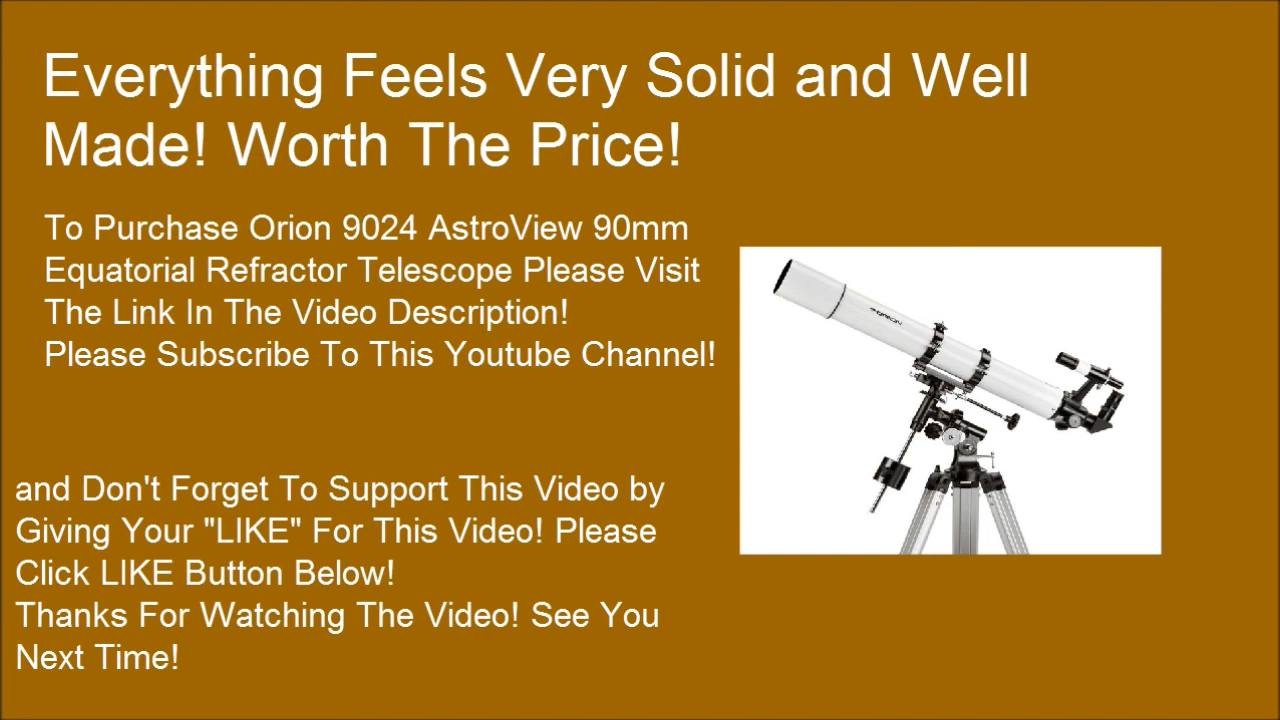 Everything Feels Very Solid and Well
Made! Worth The Price!
To Purchase Orion 9024 AstroView 90mm
Equatorial Refractor Telescope Please Visit
The Link In The Video Description!
Please Subscribe To This Youtube Channel!
ORION
and Don't Forget To Support This Video by
Giving Your "LIKE" For This Video! Please
Click LIKE Button Below!
Thanks For Watching The Video! See You
Next Time!